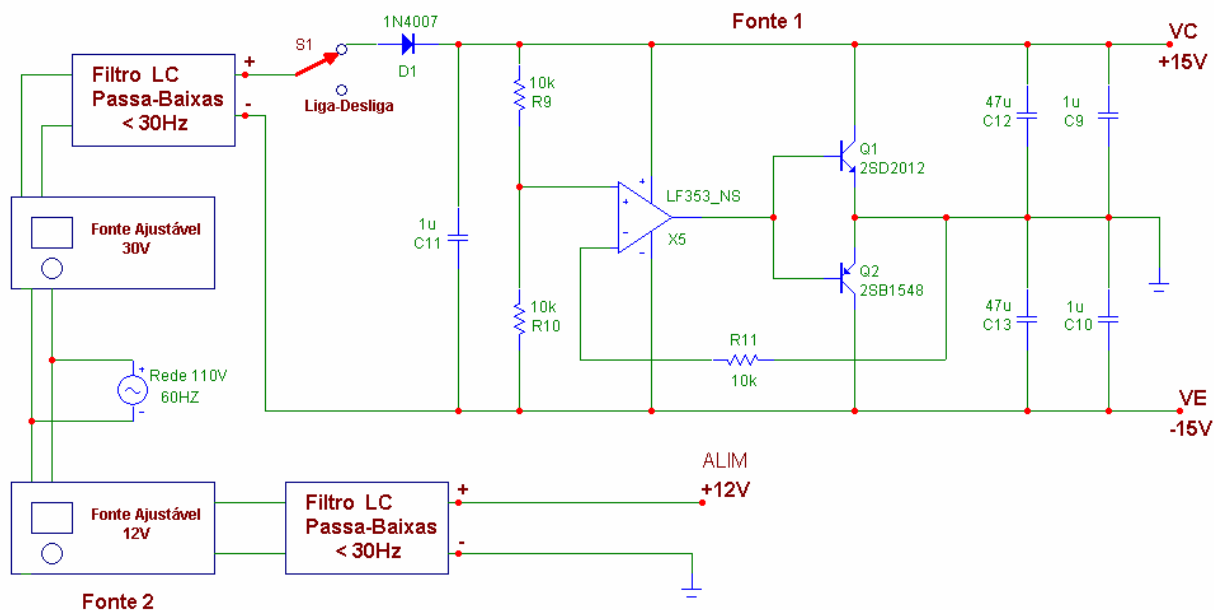 Fonte 1
1N4007
D1
S1
+
-
Filtro LC
Passa-Baixas
< 30Hz
Liga-Desliga
VC
+15V
10k
R9
47u
C12
1u
C9
Q1
2SD2012
+
+
-
-
LF353_NS
X5
1u
C11
Fonte Ajustável
30V
Q2
2SB1548
10k
R10
47u
C13
1u
C10
R11
10k
+
-
Rede 110V
60HZ
VE
-15V
ALIM
+12V
+
-
Filtro LC
Passa-Baixas
< 30Hz
Fonte Ajustável
12V
Fonte 2